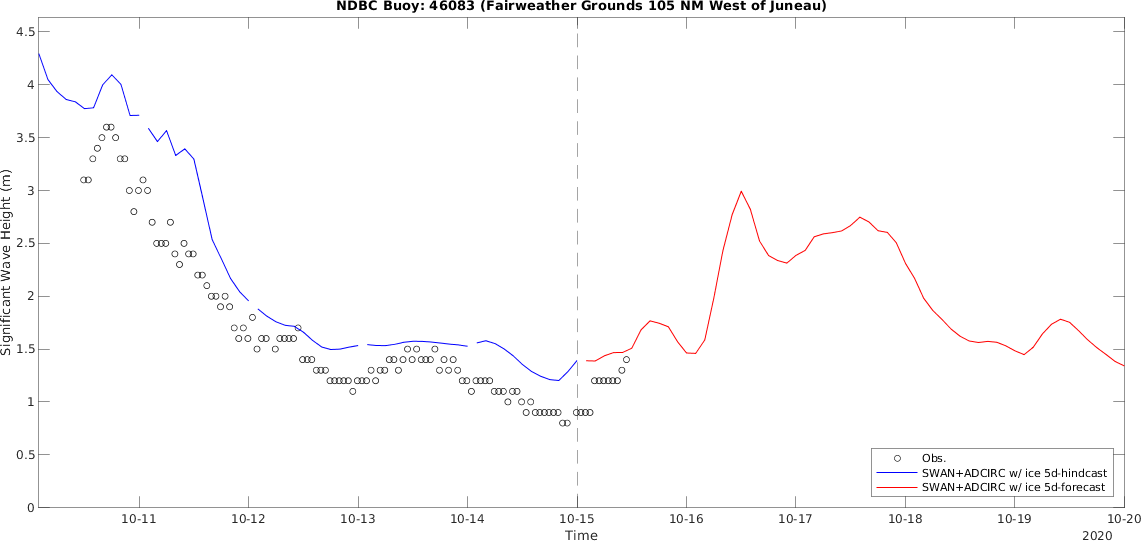 NDBC Buoy: 46083 (Fairweather Grounds 105 NM West of Juneau)
Significant Wave Height (m)
4.5
4
3.5
3
2.5
2
1.5
1
0.5
0
Obs.
SWAN+ADCIRC w/ ice 5d-hindcast
SWAN+ADCIRC w/ ice 5d-forecast
10-11 10-12 10-13 10-14 10-15 10-16 10-17 10-18 10-19 10-20
Time
2020